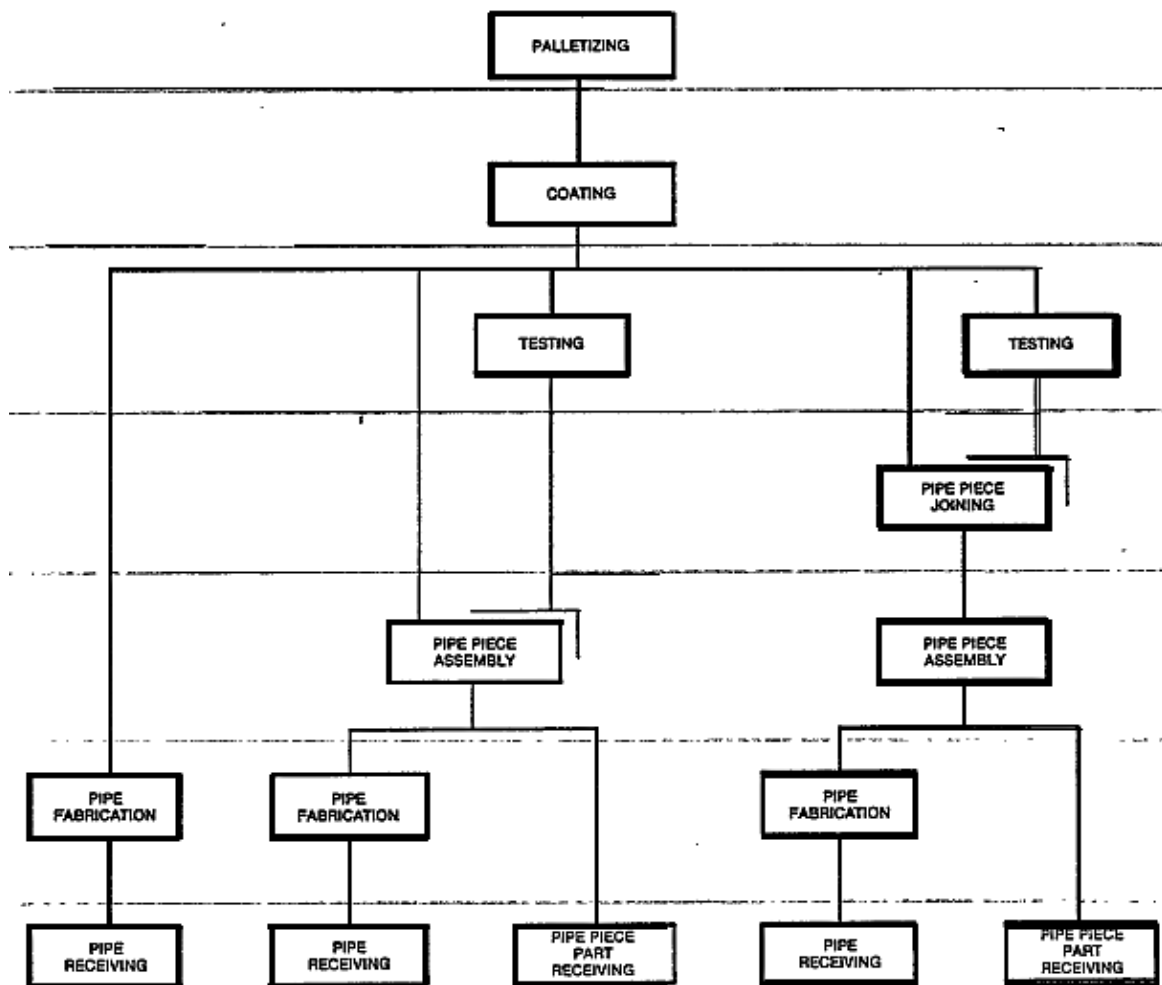 PALLETIZING
COATING
TESTING
TESTING
PIPE PIECE
JOINING
PIPE PIECE
ASSEMBLY
PIPE PIECE
ASSEMBLY
PIPE
FABRICATION
PIPE
FABRICATION
PIPE
FABRICATION
PIPE
RECEIVING
PIPE
RECEIVING
PIPE PIECE
PART
RECEIVING
PIPE
RECEIVING
PIPE PIECE
PART
RECEIVING